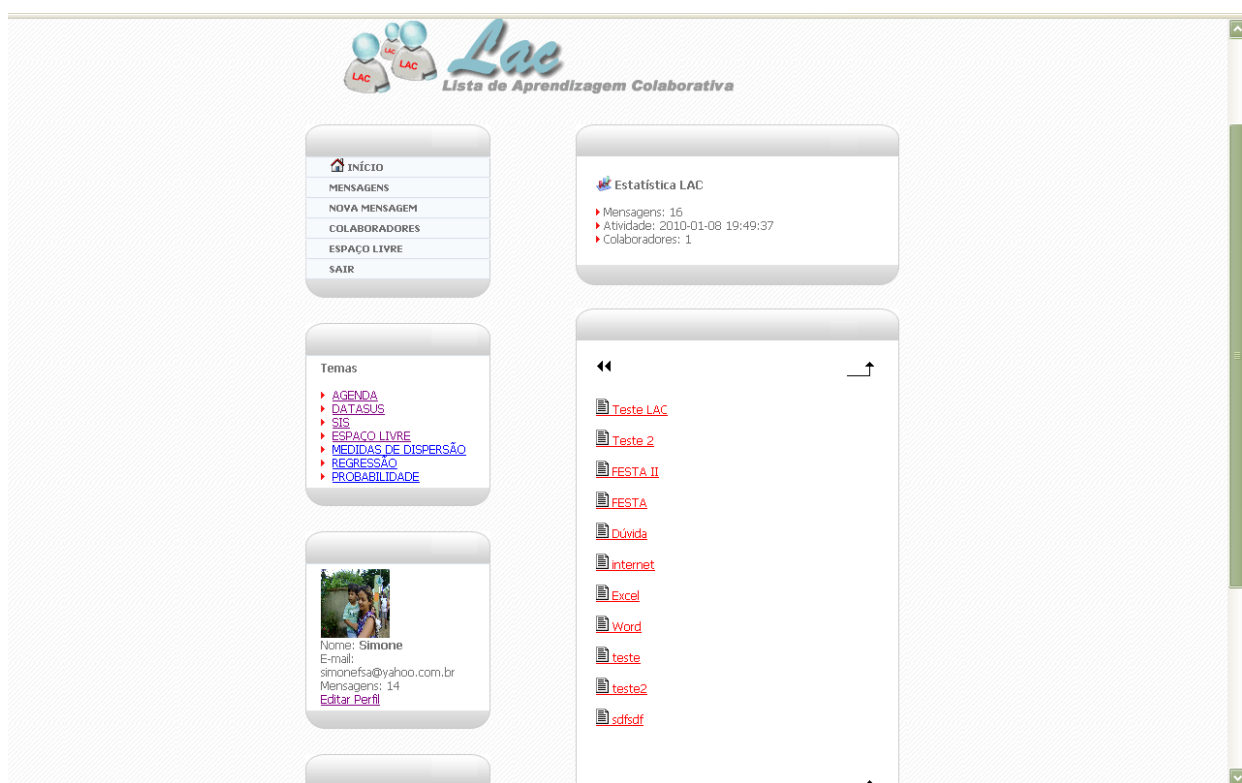 LAC
LAC
LAC
Lac
Lista de Aprendizagem Colaborativa
INÍCIO
MENSAGENS
NOVA MENSAGEM
COLABORADORES
ESPAÇO LIVRE
SAIR
Temas
AGENDA
DATASUS
SIS
ESPAÇO LIVRE
MEDIDAS DE DISPERSÃO
REGRESSÃO
PROBABILIDADE
Nome: Simone
E-mail:
simonefsa@yahoo.com.br
Mensagens: 14
Editar Perfil
Estatística LAC
Mensagens: 16
Atividade: 2010-01-08 19:49:37
Colaboradores: 1
Teste LAC
Teste 2
FESTA II
FESTA
Dúvida
internet
Excel
Word
teste
teste2
sdfsdf